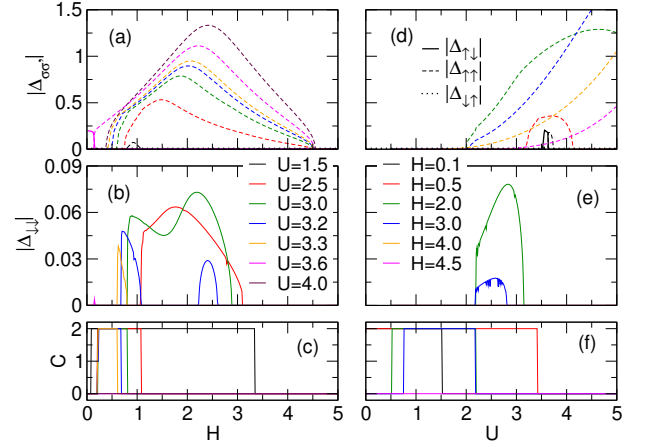 (a)
|Δσσ'|
1.5
1
0.5
0
(d)
|Δ↑↓|
|Δ↑↑|
|Δ↓↑|
(b)
|Δ↓↓|
0.09
0.06
0.03
0
U=1.5
U=2.5
U=3.0
U=3.2
U=3.3
U=3.6
U=4.0
H=0.1
H=0.5
H=2.0
H=3.0
H=4.0
H=4.5
(e)
(c)
C
2
0
0 1 2 3 4 5
H
(f)
0 1 2 3 4 5
U